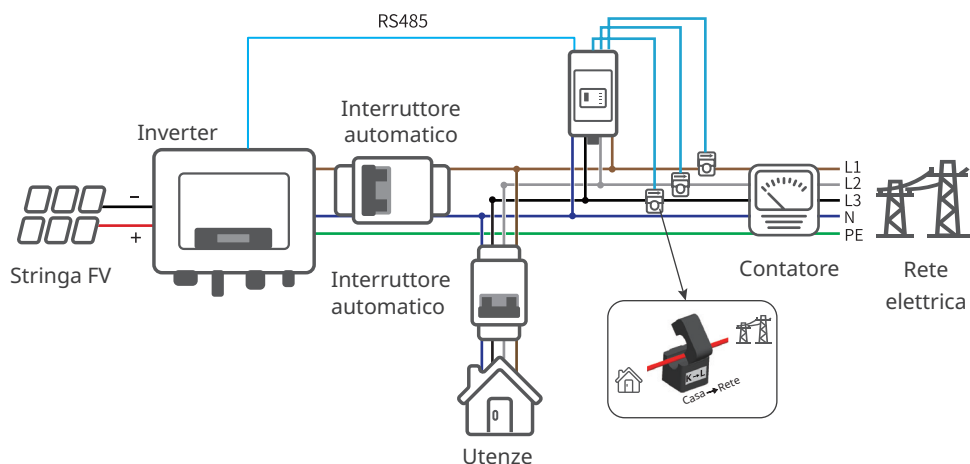 RS485
Interruttore
automatico
Inverter
L1
L2
L3
N
PE
−
+
Stringa FV
Interruttore
automatico
Contatore
Rete
elettrica
K→L
Casa→Rete
Utenze